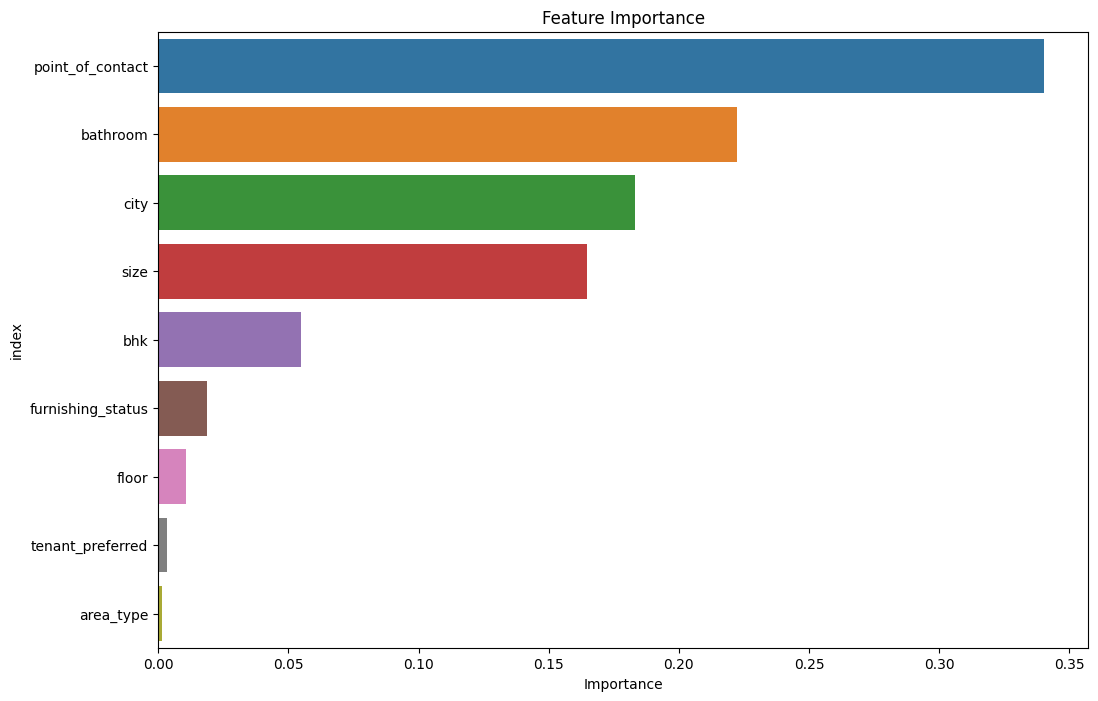 Feature Importance
point_of_contact
bathroom
city
size
bhk
furnishing_status
floor
tenant_preferred
area_type
index
0.00 0.05 0.10 0.15 0.20 0.25 0.30 0.35
Importance